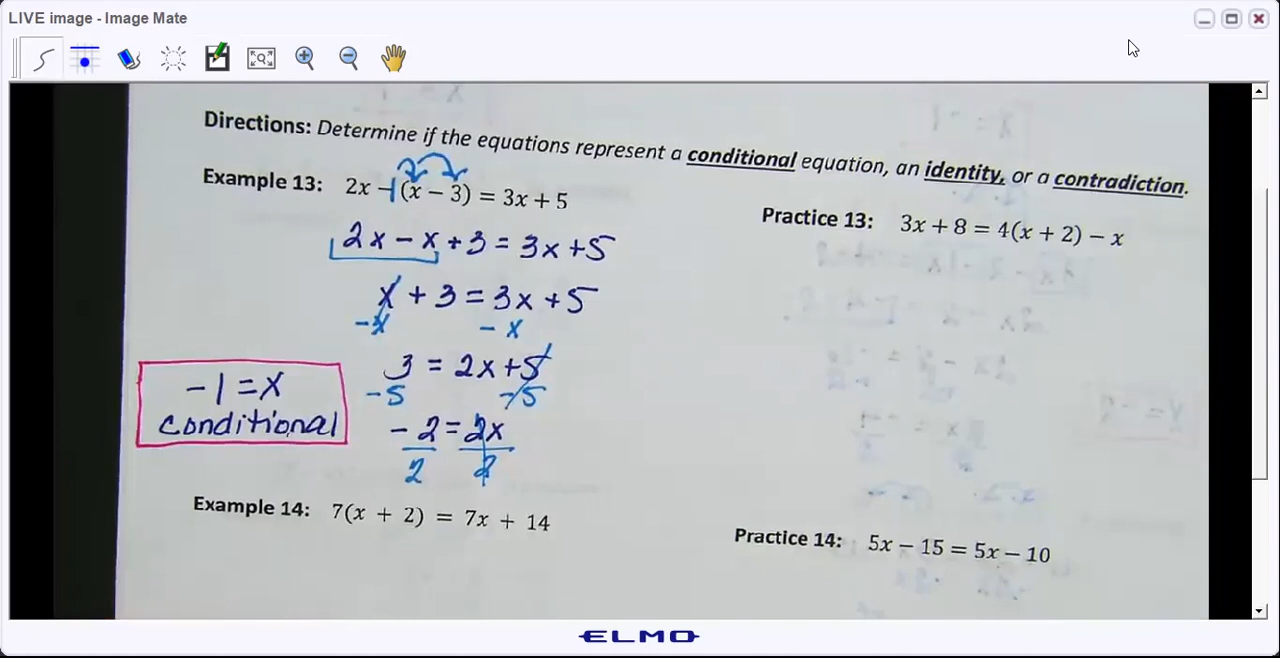 LIVE image - Image Mate
Directions: Determine if the equations represent a conditional equation, an identity, or a contradiction.
Example 13: 2x -1(x − 3) = 3x + 5
2x - x + 3 = 3x + 5
x + 3 = 3x + 5
-x - x
3 = 2x + 5
-5 -5
-2 = 2x
2 2
-1 = x
conditional
Practice 13: 3x + 8 = 4(x + 2) − x
Example 14: 7(x + 2) = 7x + 14
Practice 14: 5x − 15 = 5x − 10
ELMO